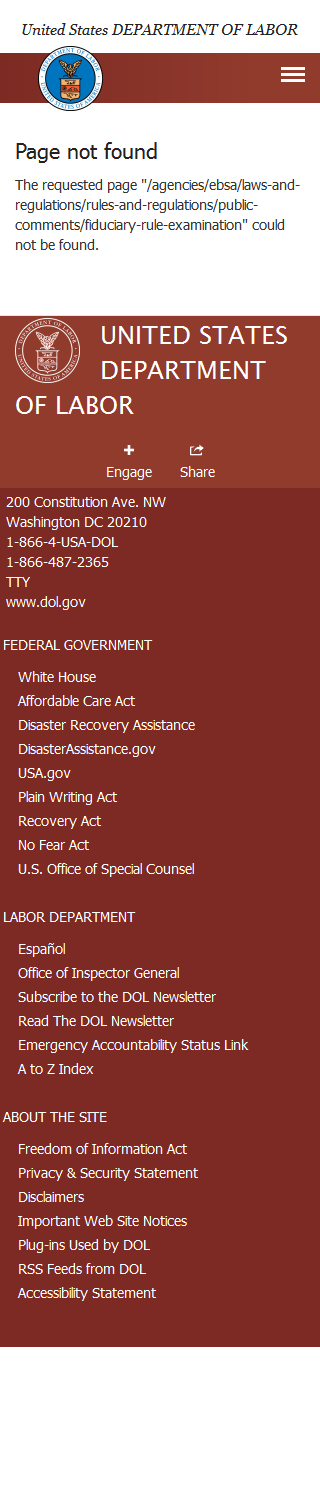 United States DEPARTMENT OF LABOR
Page not found
The requested page "/agencies/ebsa/laws-and-
regulations/rules-and-regulations/public-
comments/fiduciary-rule-examination" could
not be found.
UNITED STATES
DEPARTMENT
OF LABOR
Engage Share
200 Constitution Ave. NW
Washington DC 20210
1-866-4-USA-DOL
1-866-487-2365
TTY
www.dol.gov
FEDERAL GOVERNMENT
White House
Affordable Care Act
Disaster Recovery Assistance
DisasterAssistance.gov
USA.gov
Plain Writing Act
Recovery Act
No Fear Act
U.S. Office of Special Counsel
LABOR DEPARTMENT
Español
Office of Inspector General
Subscribe to the DOL Newsletter
Read The DOL Newsletter
Emergency Accountability Status Link
A to Z Index
ABOUT THE SITE
Freedom of Information Act
Privacy & Security Statement
Disclaimers
Important Web Site Notices
Plug-ins Used by DOL
RSS Feeds from DOL
Accessibility Statement